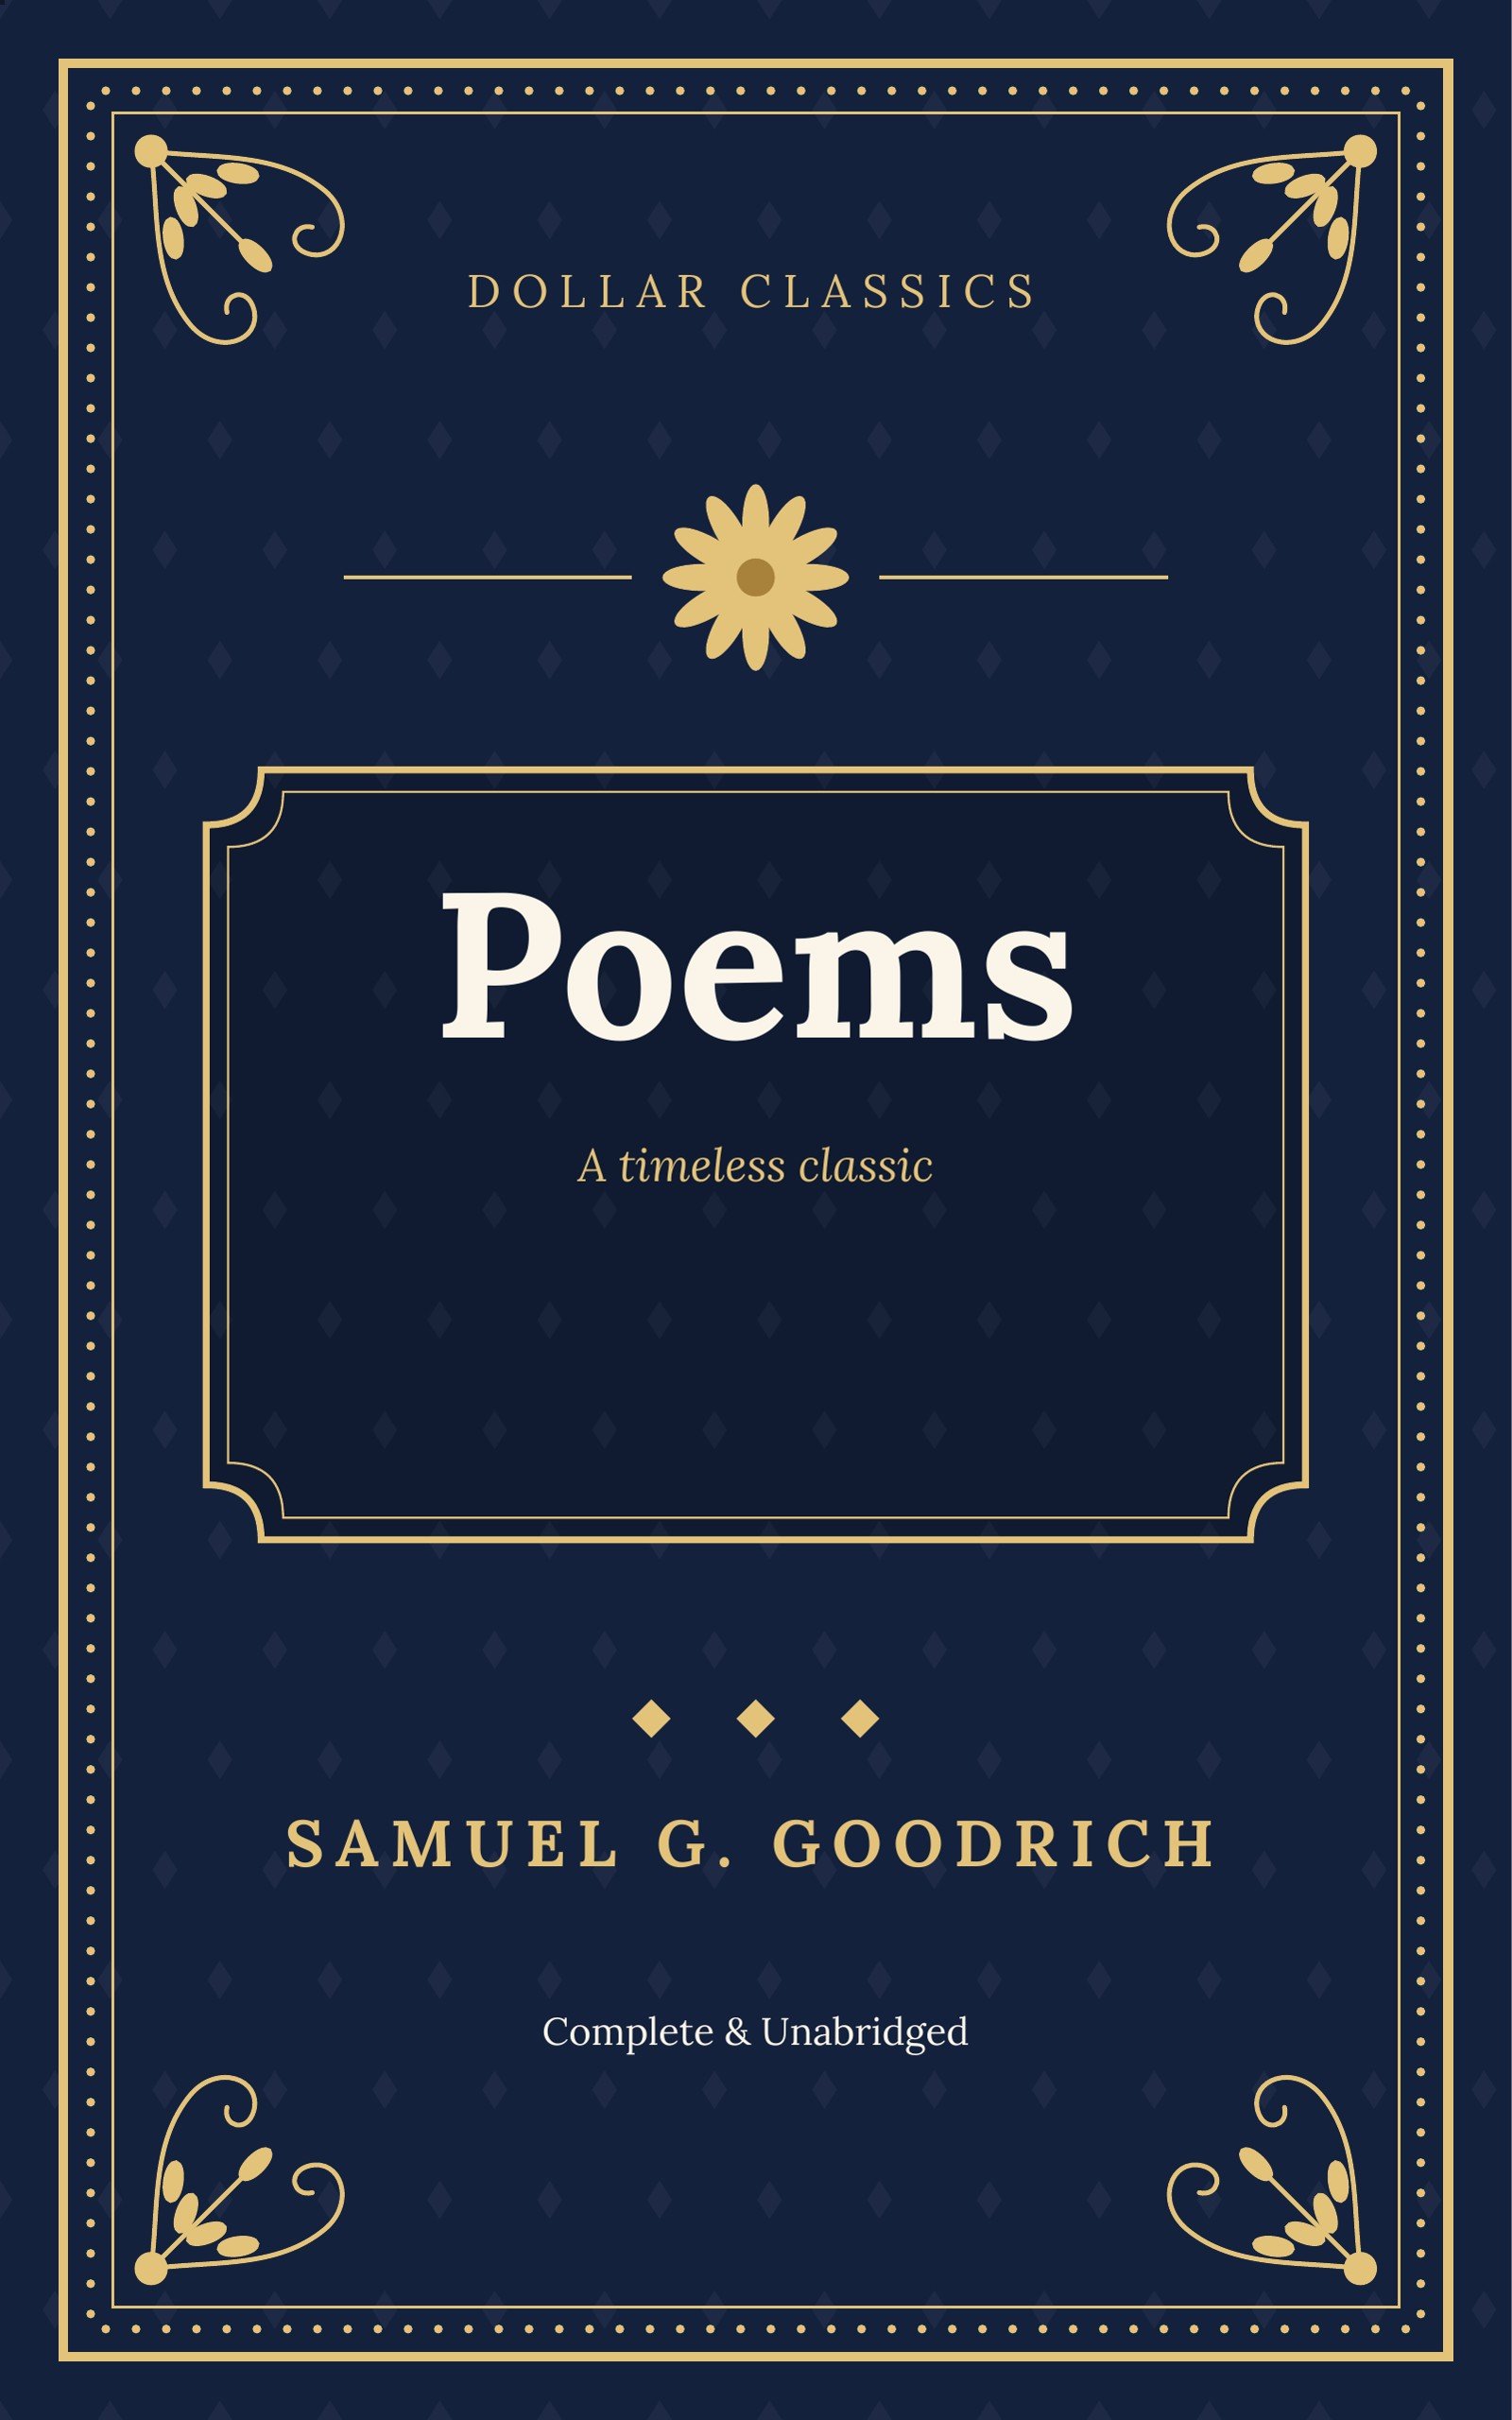 DOLLAR CLASSICS
Poems
A timeless classic
SAMUEL G. GOODRICH
Complete & Unabridged